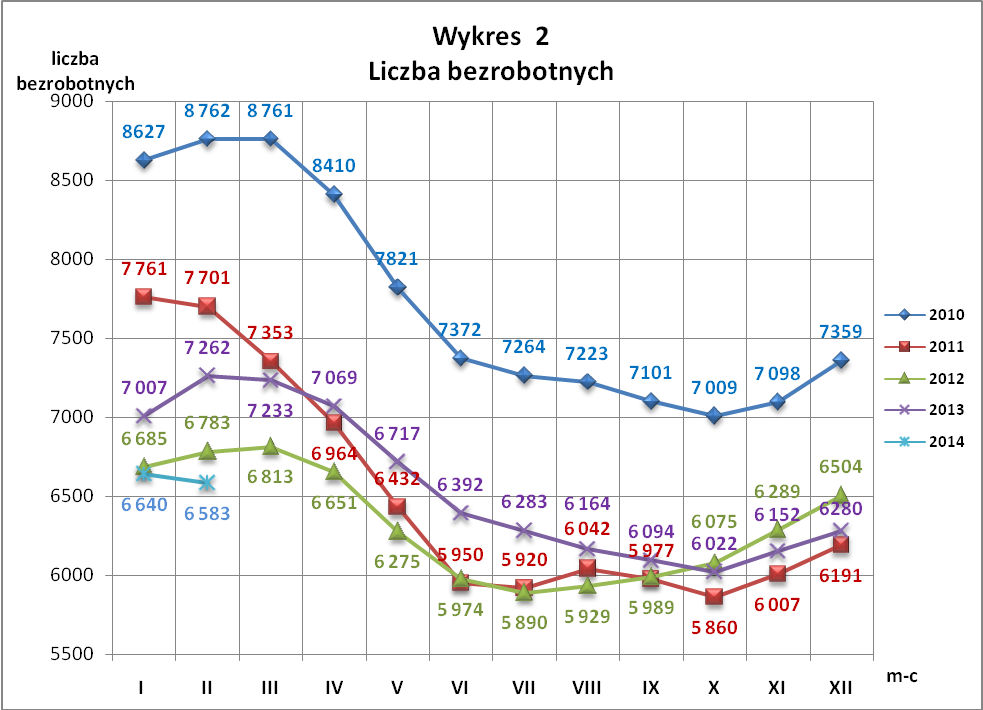 Wykres 2
Liczba bezrobotnych
liczba
bezrobotnych
9000
8500
8000
7500
7000
6500
6000
5500
8627 8 762 8 761 8410 7821 7372 7264 7223 7101 7 009 7 098 7359
7 761 7 701 7 353 6 964 6 432 5 950 5 920 6 042 5 977 5 860 6 007 6191
6 685 6 783 6 813 6 651 6 275 5 974 5 890 5 929 5 989 6 075 6 289 6504
7 007 7 262 7 233 7 069 6 717 6 392 6 283 6 164 6 094 6 022 6 152 6280
6 640 6 583
I II III IV V VI VII VIII IX X XI XII
m-c
2010
2011
2012
2013
2014